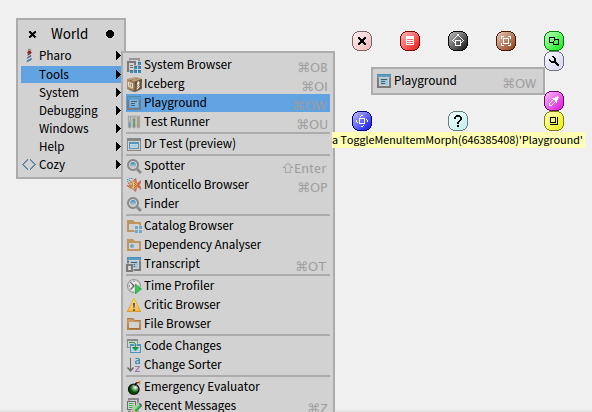 World
Pharo
Tools
System
Debugging
Windows
Help
Cozy
System Browser ⌘OB
Iceberg ⌘OI
Playground ⌘OW
Test Runner ⌘OU
Dr Test (preview)
Spotter ⇧Enter
Monticello Browser ⌘OP
Finder
Catalog Browser
Dependency Analyser
Transcript ⌘OT
Time Profiler
Critic Browser
File Browser
Code Changes
Change Sorter
Emergency Evaluator
Recent Messages ⌘Z
Playground ⌘OW
a ToggleMenuItemMorph(646385408)'Playground'